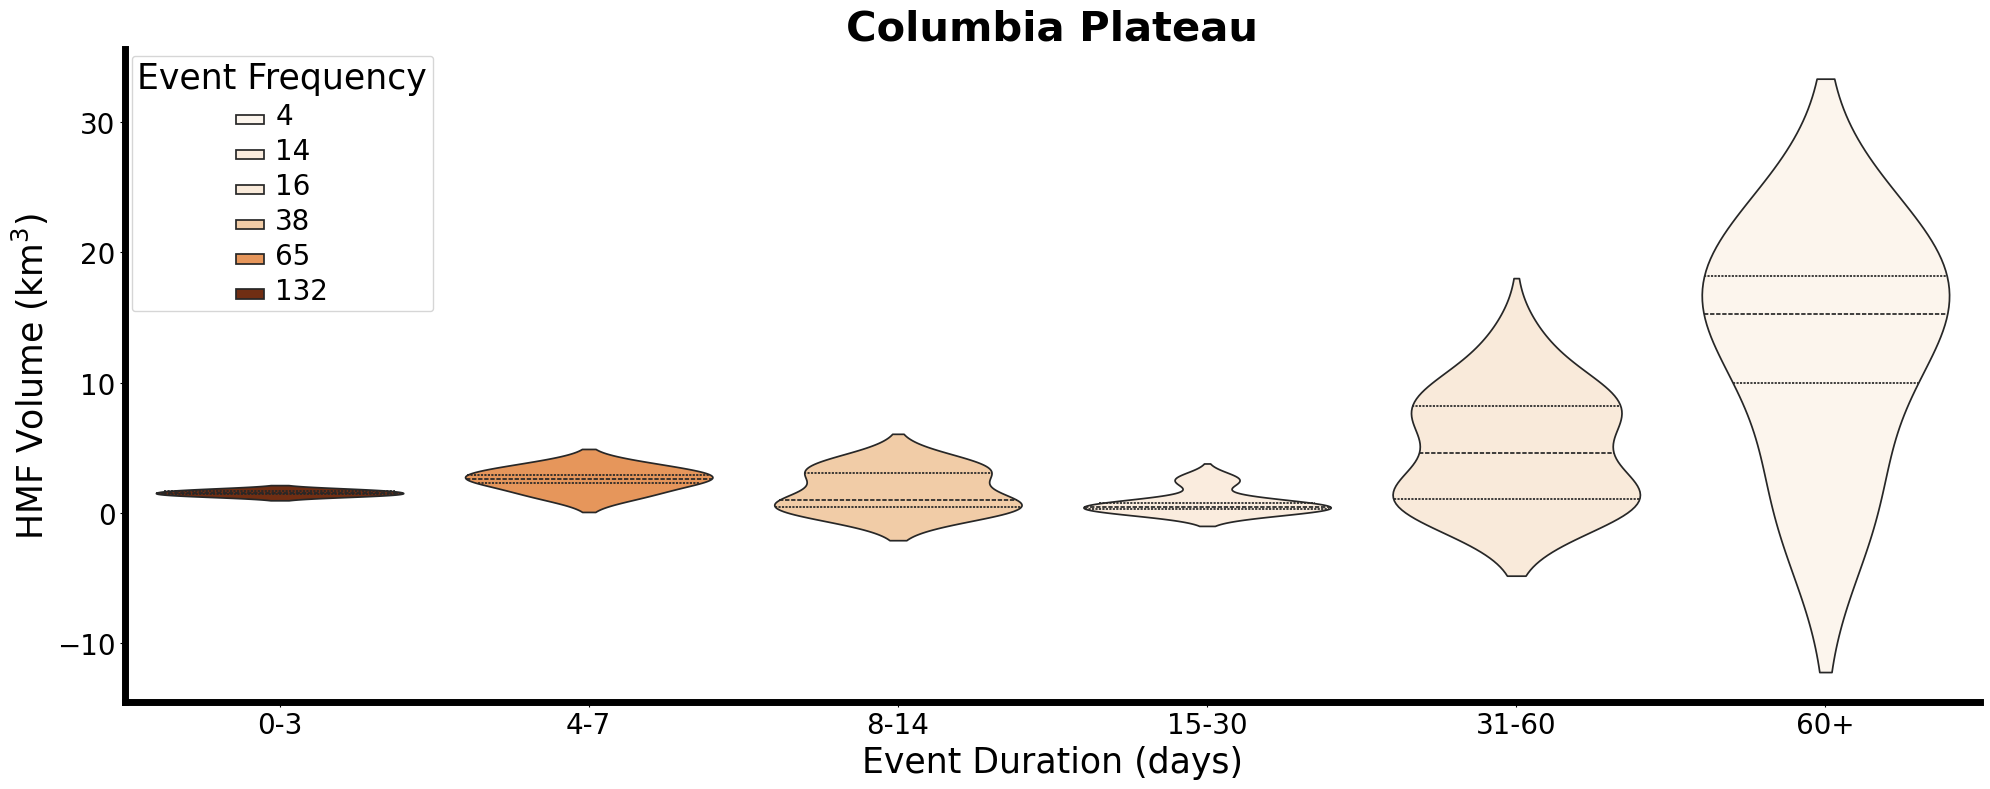 Columbia Plateau
Event Frequency
4
14
16
38
65
132
HMF Volume (km³)
30
20
10
0
−10
0-3 4-7 8-14 15-30 31-60 60+
Event Duration (days)